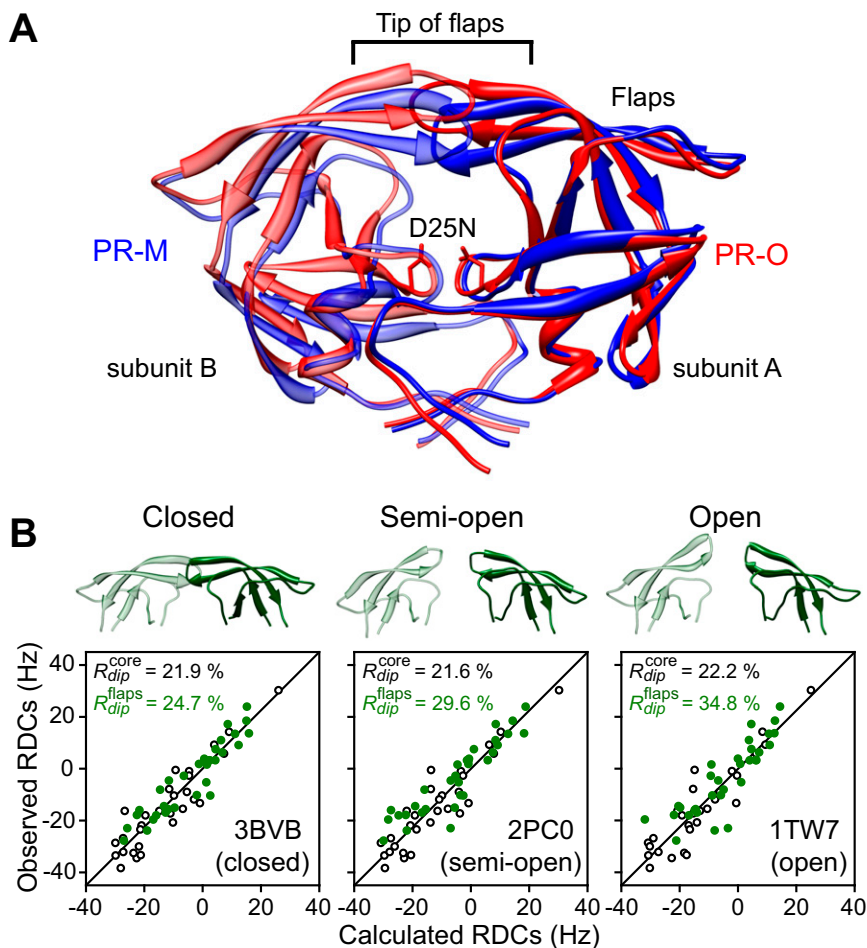 A
Tip of flaps
Flaps
D25N
PR-M
PR-O
subunit B
subunit A
B
Closed
Semi-open
Open
Observed RDCs (Hz)
40
20
0
-20
-40
R_dip^core = 21.9 %
R_dip^flaps = 24.7 %
3BVB
(closed)
-40 -20 0 20 40
R_dip^core = 21.6 %
R_dip^flaps = 29.6 %
2PC0
(semi-open)
-40 -20 0 20 40
R_dip^core = 22.2 %
R_dip^flaps = 34.8 %
1TW7
(open)
-40 -20 0 20 40
Calculated RDCs (Hz)